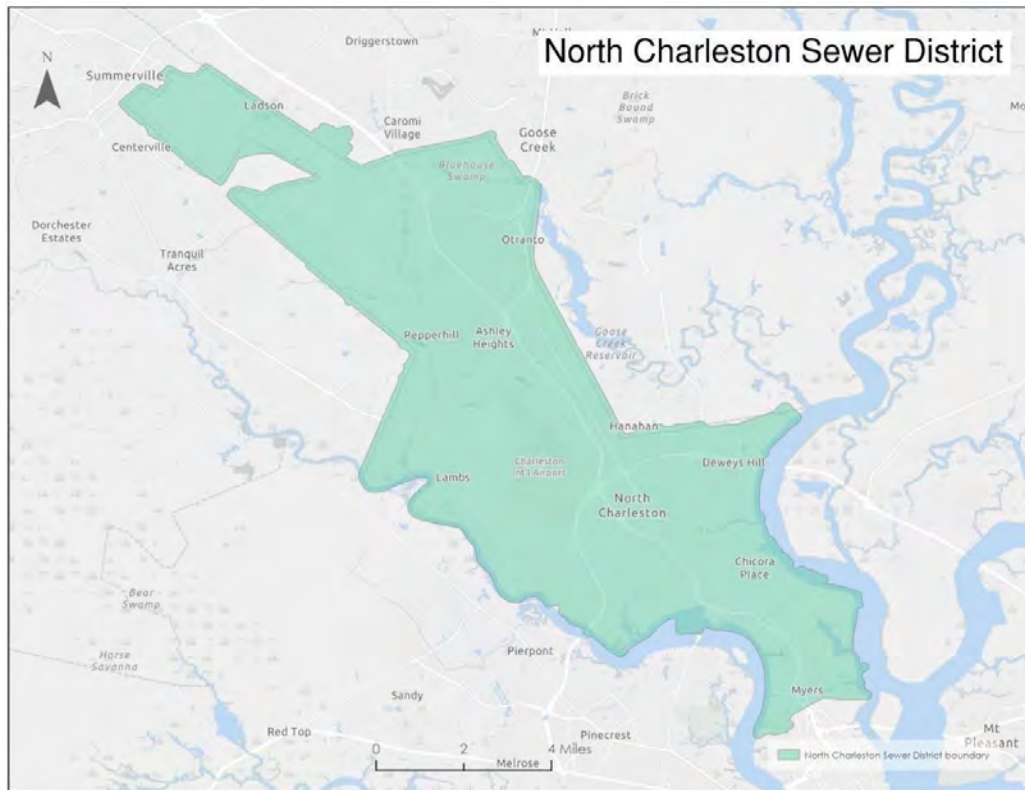 North Charleston Sewer District
N
Driggerstown
Summerville
Ladson
Brick
Bound
Swamp
Caromi
Village
Goose
Creek
Centerville
Bluehouse
Swamp
Dorchester
Estates
Otranto
Tranquil
Acres
Pepperhill
Ashley
Heights
Goose
Creek
Reservoir
Hanahan
Charleston
Int'l Airport
Deweys Hill
Lambs
North
Charleston
Chicora
Place
Bear
Swamp
Horse
Savanna
Pierpont
Sandy
Myers
Red Top
Pinecrest
Mt
Pleasant
0 2 4 Miles
Melrose
North Charleston Sewer District boundary